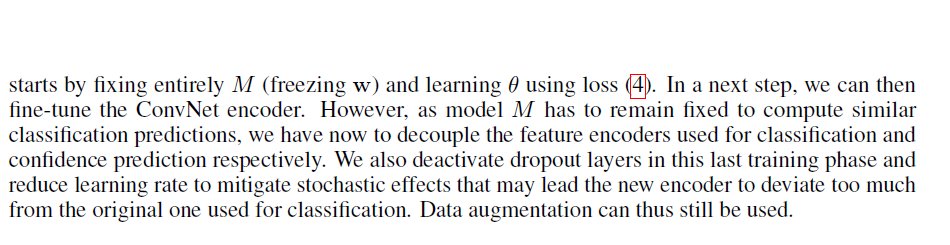 starts by fixing entirely M (freezing w) and learning θ using loss (4). In a next step, we can then
fine-tune the ConvNet encoder. However, as model M has to remain fixed to compute similar
classification predictions, we have now to decouple the feature encoders used for classification and
confidence prediction respectively. We also deactivate dropout layers in this last training phase and
reduce learning rate to mitigate stochastic effects that may lead the new encoder to deviate too much
from the original one used for classification. Data augmentation can thus still be used.